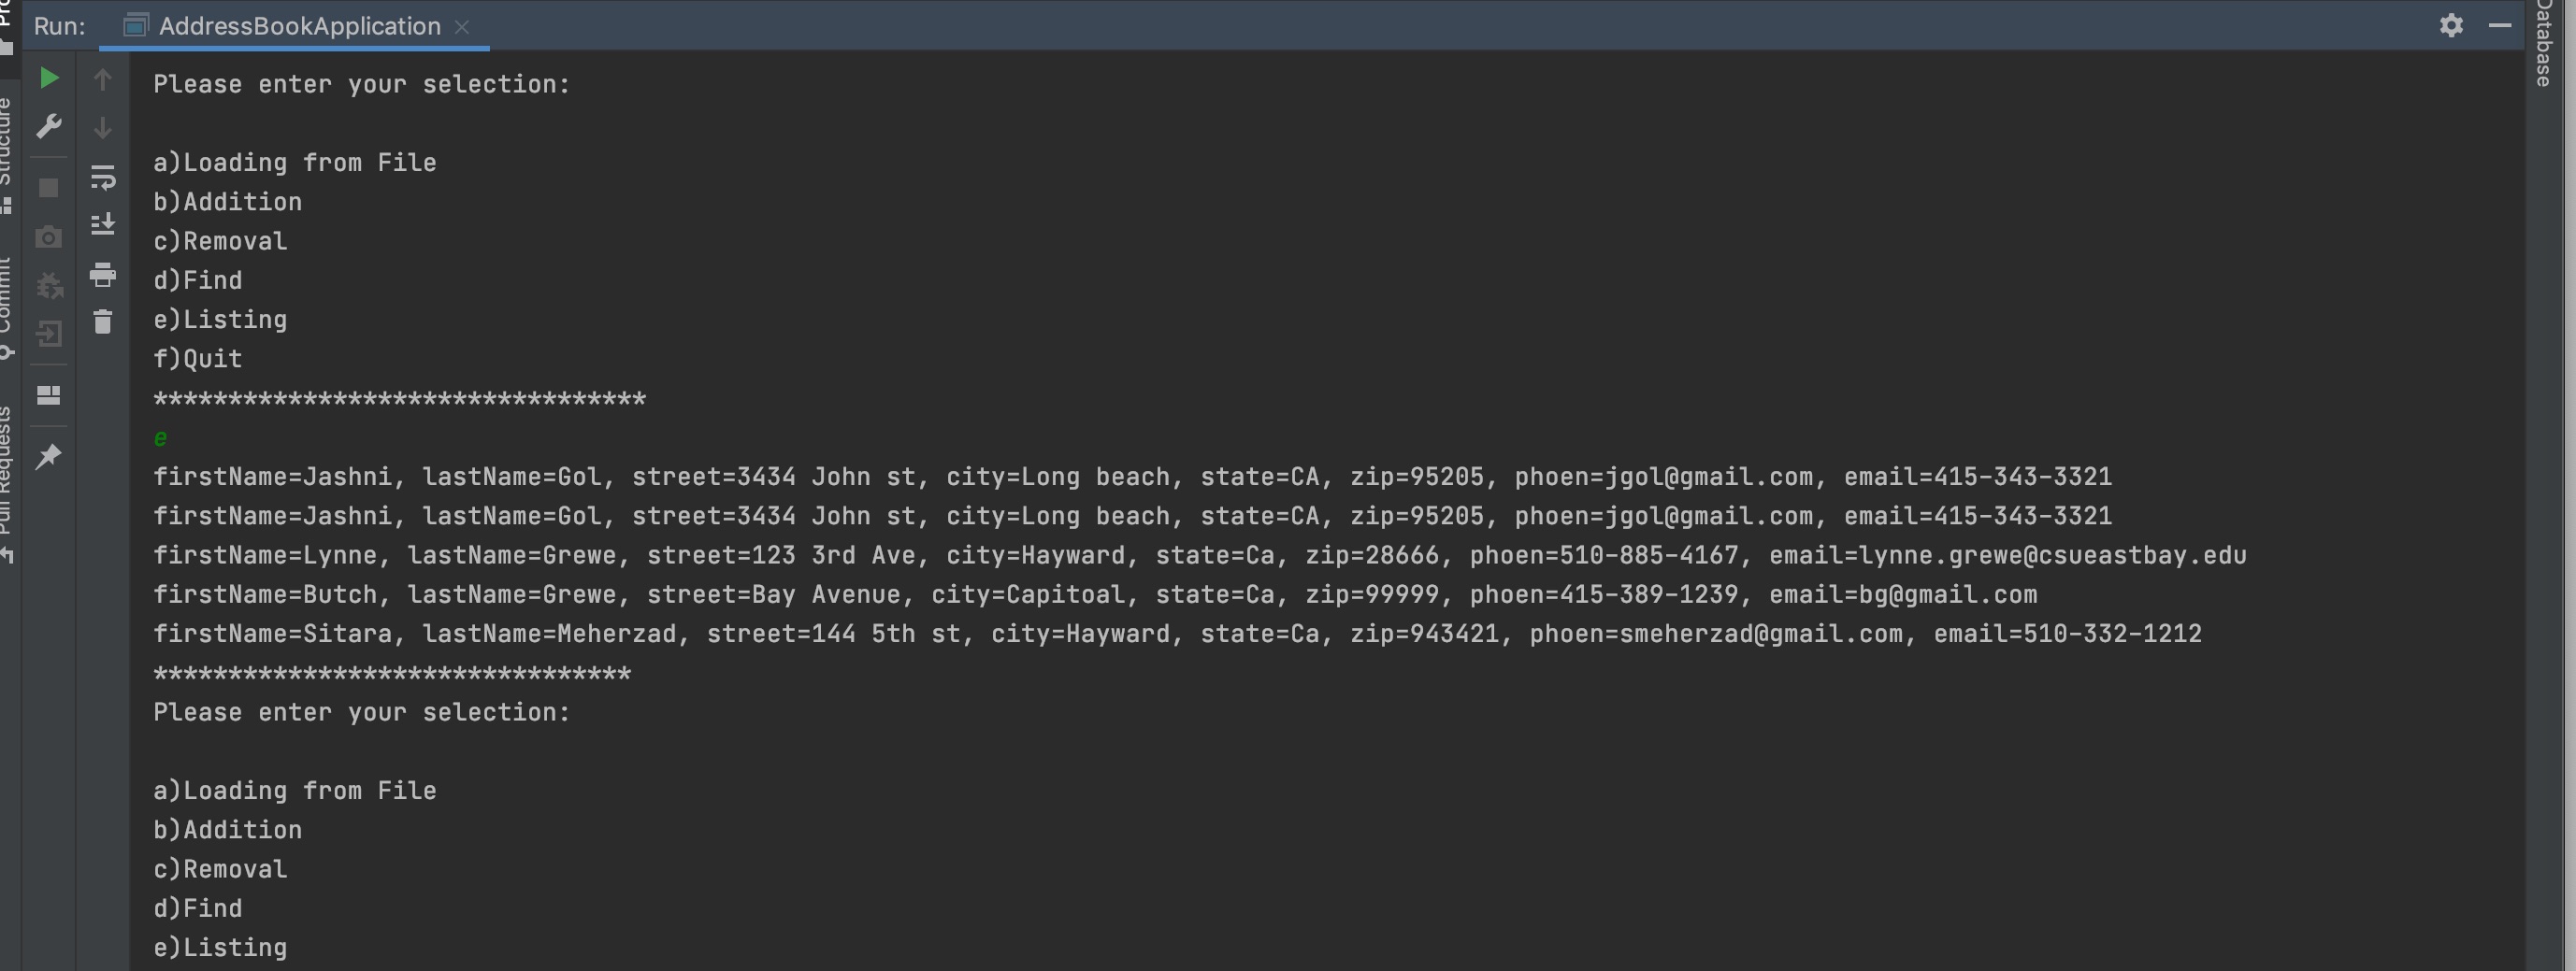 Run: AddressBookApplication
Please enter your selection:
a)Loading from File
b)Addition
c)Removal
d)Find
e)Listing
f)Quit
*********************************
e
firstName=Jashni, lastName=Gol, street=3434 John st, city=Long beach, state=CA, zip=95205, phoen=jgol@gmail.com, email=415-343-3321
firstName=Jashni, lastName=Gol, street=3434 John st, city=Long beach, state=CA, zip=95205, phoen=jgol@gmail.com, email=415-343-3321
firstName=Lynne, lastName=Grewe, street=123 3rd Ave, city=Hayward, state=Ca, zip=28666, phoen=510-885-4167, email=lynne.grewe@csueastbay.edu
firstName=Butch, lastName=Grewe, street=Bay Avenue, city=Capitoal, state=Ca, zip=99999, phoen=415-389-1239, email=bg@gmail.com
firstName=Sitara, lastName=Meherzad, street=144 5th st, city=Hayward, state=Ca, zip=943421, phoen=smeherzad@gmail.com, email=510-332-1212
********************************
Please enter your selection:
a)Loading from File
b)Addition
c)Removal
d)Find
e)Listing
Structure
Commit
Pull Requests
Database